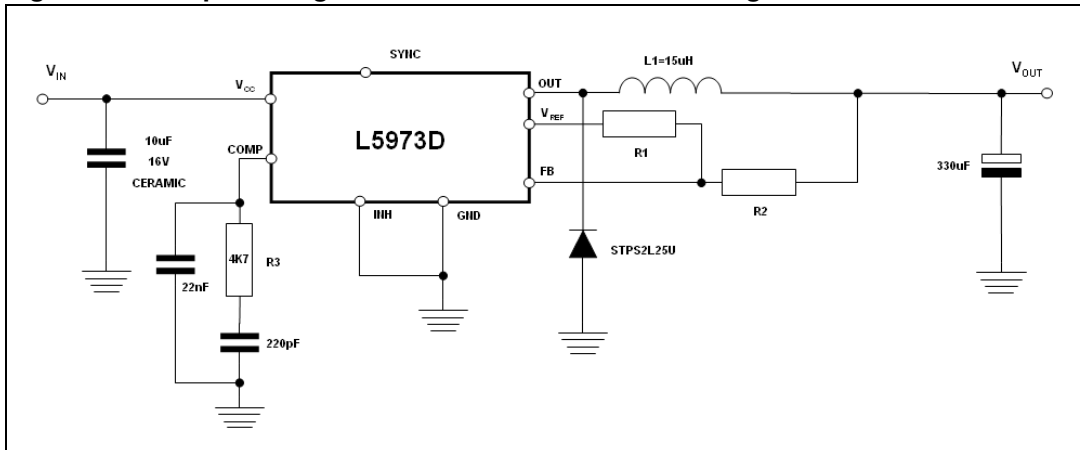 SYNC
L1=15uH
VIN
VCC
OUT
VOUT
VREF
L5973D
10uF
16V
CERAMIC
COMP
R1
FB
330uF
R2
INH
GND
4K7
R3
STPS2L25U
22nF
220pF